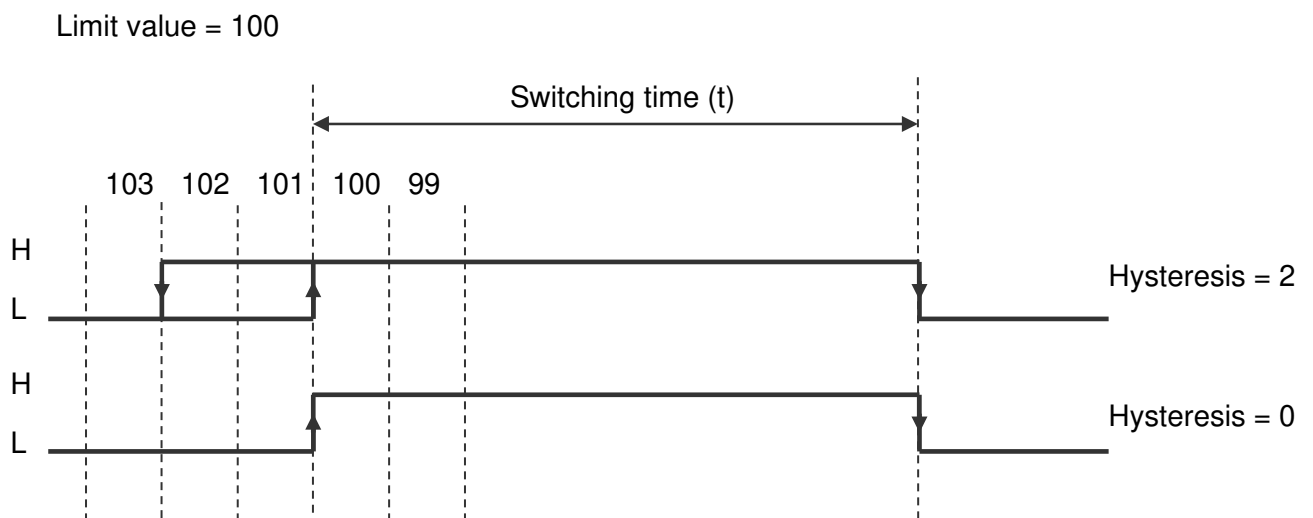 Limit value = 100
Switching time (t)
103 102 101 100 99
H
L
Hysteresis = 2
H
L
Hysteresis = 0